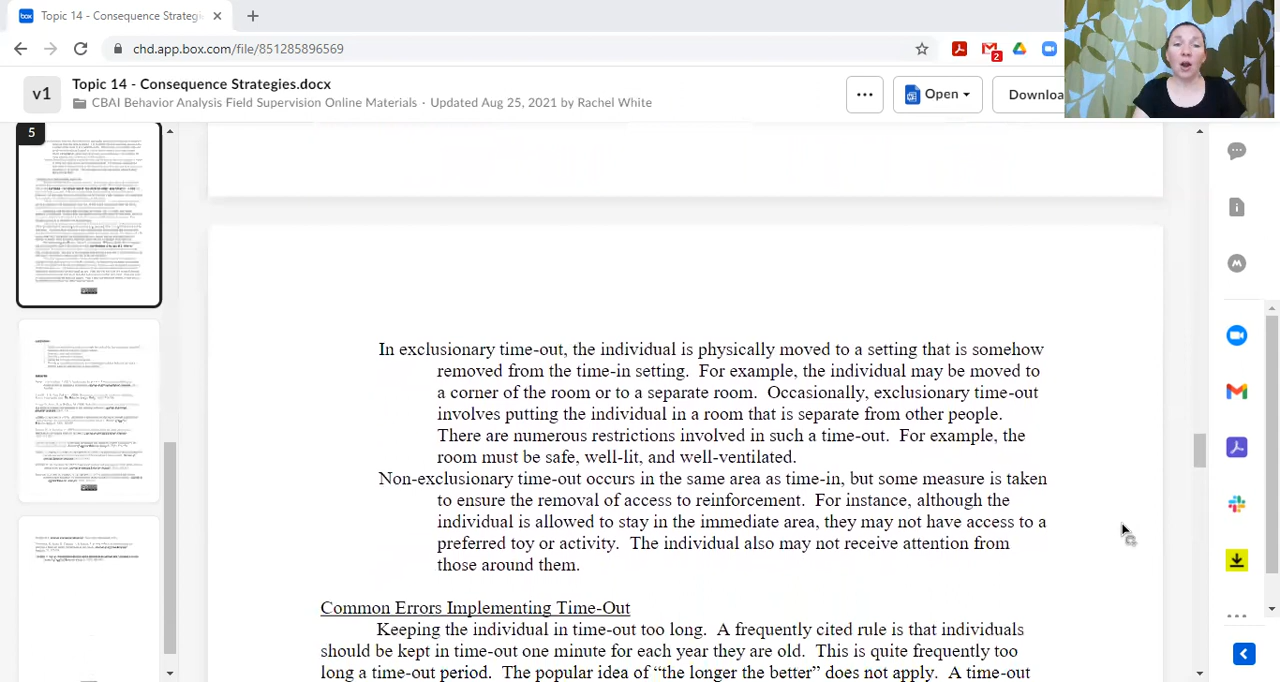 box Topic 14 - Consequence Strateg
chd.app.box.com/file/851285896569
2
v1
Topic 14 - Consequence Strategies.docx
CBAI Behavior Analysis Field Supervision Online Materials · Updated Aug 25, 2021 by Rachel White
Open
Downloa
5
In exclusionary time-out, the individual is physically moved to a setting that is somehow
removed from the time-in setting. For example, the individual may be moved to
a corner of the room or to a separate room. Occasionally, exclusionary time-out
involves putting the individual in a room that is separate from other people.
There are numerous restrictions involved in this sort of time-out. For example, the
room must be safe, well-lit, and well-ventilated.
Non-exclusionary time-out occurs in the same area as time-in, but some measure is taken
to ensure the removal of access to reinforcement. For instance, although the
individual is allowed to stay in the immediate area, they may not have access to a
preferred toy or activity. The individual also may not receive attention from
those around them.
Common Errors Implementing Time-Out
Keeping the individual in time-out too long. A frequently cited rule is that individuals
should be kept in time-out one minute for each year they are old. This is quite frequently too
long a time-out period. The popular idea of “the longer the better” does not apply. A time-out